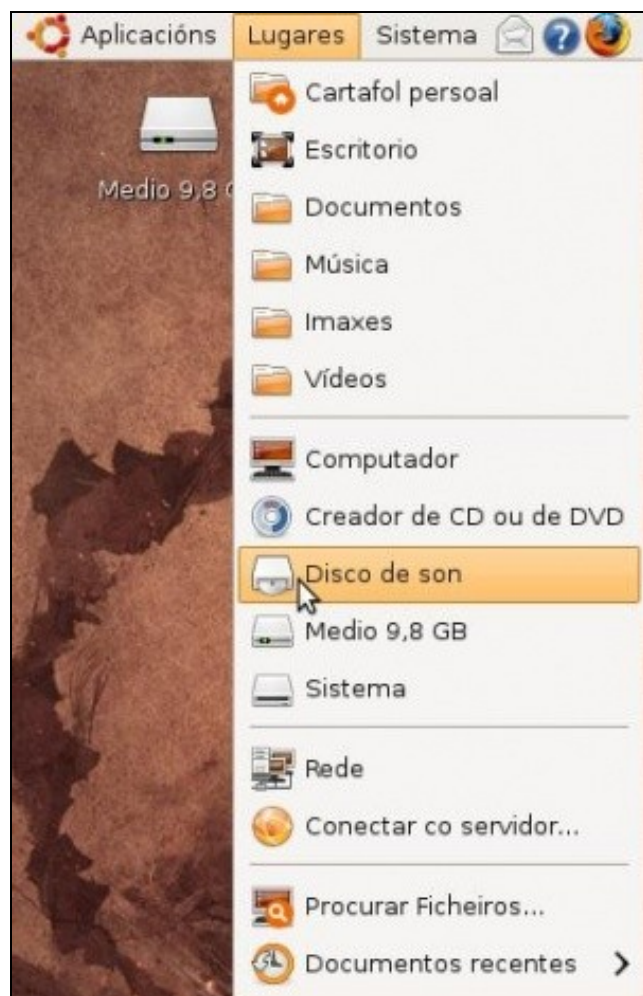 Aplicacións Lugares Sistema
Medio 9,8 G
Cartafol persoal
Escritorio
Documentos
Música
Imaxes
Vídeos
Computador
Creador de CD ou de DVD
Disco de son
Medio 9,8 GB
Sistema
Rede
Conectar co servidor...
Procurar Ficheiros...
Documentos recentes